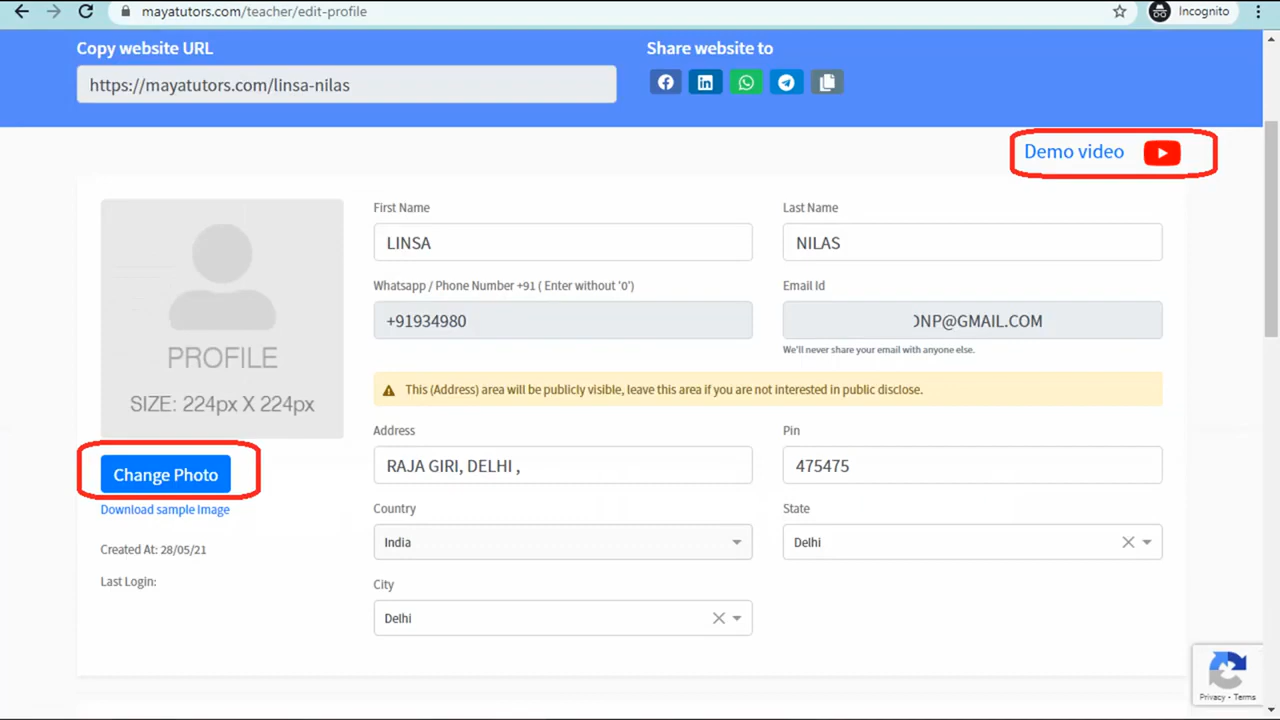 mayatutors.com/teacher/edit-profile
Incognito
Copy website URL
Share website to
https://mayatutors.com/linsa-nilas
Demo video
First Name
Last Name
LINSA
NILAS
Whatsapp / Phone Number +91 ( Enter without '0')
Email Id
+91934980
NP@GMAIL.COM
We'll never share your email with anyone else.
PROFILE
SIZE: 224px X 224px
This (Address) area will be publicly visible, leave this area if you are not interested in public disclose.
Address
Pin
RAJA GIRI, DELHI ,
475475
Change Photo
Download sample Image
Country
State
India
Delhi
Created At: 28/05/21
Last Login:
City
Delhi
Privacy - Terms